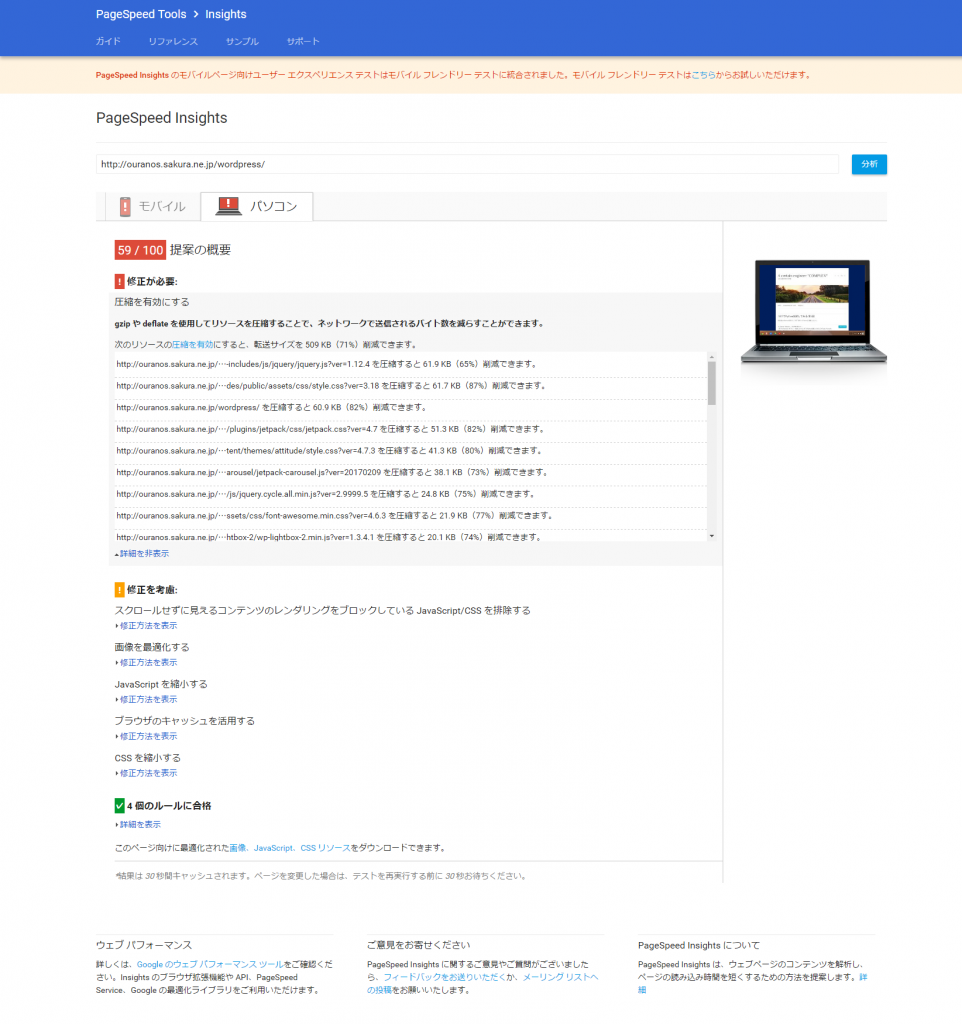 PageSpeed Tools > Insights
ガイド リファレンス サンプル サポート
PageSpeed Insights のモバイルページ向けユーザー エクスペリエンス テストはモバイル フレンドリー テストに統合されました。モバイル フレンドリー テストはこちらからお試しいただけます。
PageSpeed Insights
http://ouranos.sakura.ne.jp/wordpress/ 分析
モバイル パソコン
59 / 100 提案の概要
修正が必要:
圧縮を有効にする
gzip や deflate を使用してリソースを圧縮することで、ネットワークで送信されるバイト数を減らすことができます。
次のリソースの圧縮を有効にすると、転送サイズを 509 KB（71%）削減できます。
http://ouranos.sakura.ne.jp/…-includes/js/jquery/jquery.js?ver=1.12.4 を圧縮すると 61.9 KB（65%）削減できます。
http://ouranos.sakura.ne.jp/…des/public/assets/css/style.css?ver=3.18 を圧縮すると 61.7 KB（87%）削減できます。
http://ouranos.sakura.ne.jp/wordpress/ を圧縮すると 60.9 KB（82%）削減できます。
http://ouranos.sakura.ne.jp/…/plugins/jetpack/css/jetpack.css?ver=4.7 を圧縮すると 51.3 KB（82%）削減できます。
http://ouranos.sakura.ne.jp/…tent/themes/attitude/style.css?ver=4.7.3 を圧縮すると 41.3 KB（80%）削減できます。
http://ouranos.sakura.ne.jp/…arousel/jetpack-carousel.js?ver=20170209 を圧縮すると 38.1 KB（73%）削減できます。
http://ouranos.sakura.ne.jp/…/js/jquery.cycle.all.min.js?ver=2.9999.5 を圧縮すると 24.8 KB（75%）削減できます。
http://ouranos.sakura.ne.jp/…ssets/css/font-awesome.min.css?ver=4.6.3 を圧縮すると 21.9 KB（77%）削減できます。
http://ouranos.sakura.ne.jp/…htbox-2/wp-lightbox-2.min.js?ver=1.3.4.1 を圧縮すると 20.1 KB（74%）削減できます。
詳細を非表示
修正を考慮:
スクロールせずに見えるコンテンツのレンダリングをブロックしている JavaScript/CSS を排除する
修正方法を表示
画像を最適化する
修正方法を表示
JavaScript を縮小する
修正方法を表示
ブラウザのキャッシュを活用する
修正方法を表示
CSS を縮小する
修正方法を表示
4 個のルールに合格
詳細を表示
このページ向けに最適化された画像、JavaScript、CSS リソースをダウンロードできます。
*結果は 30 秒間キャッシュされます。ページを変更した場合は、テストを再実行する前に 30 秒お待ちください。
ウェブ パフォーマンス
詳しくは、Google のウェブ パフォーマンス ツールをご確認くだ
さい。Insights のブラウザ拡張機能や API、PageSpeed
Service、Google の最適化ライブラリをご利用いただけます。
ご意見をお寄せください
PageSpeed Insights に関するご意見やご質問がございました
ら、フィードバックをお送りいただくか、メーリング リストへ
の投稿をお願いいたします。
PageSpeed Insights について
PageSpeed Insights は、ウェブページのコンテンツを解析し、
ページの読み込み時間を短くするための方法を提案します。詳
細